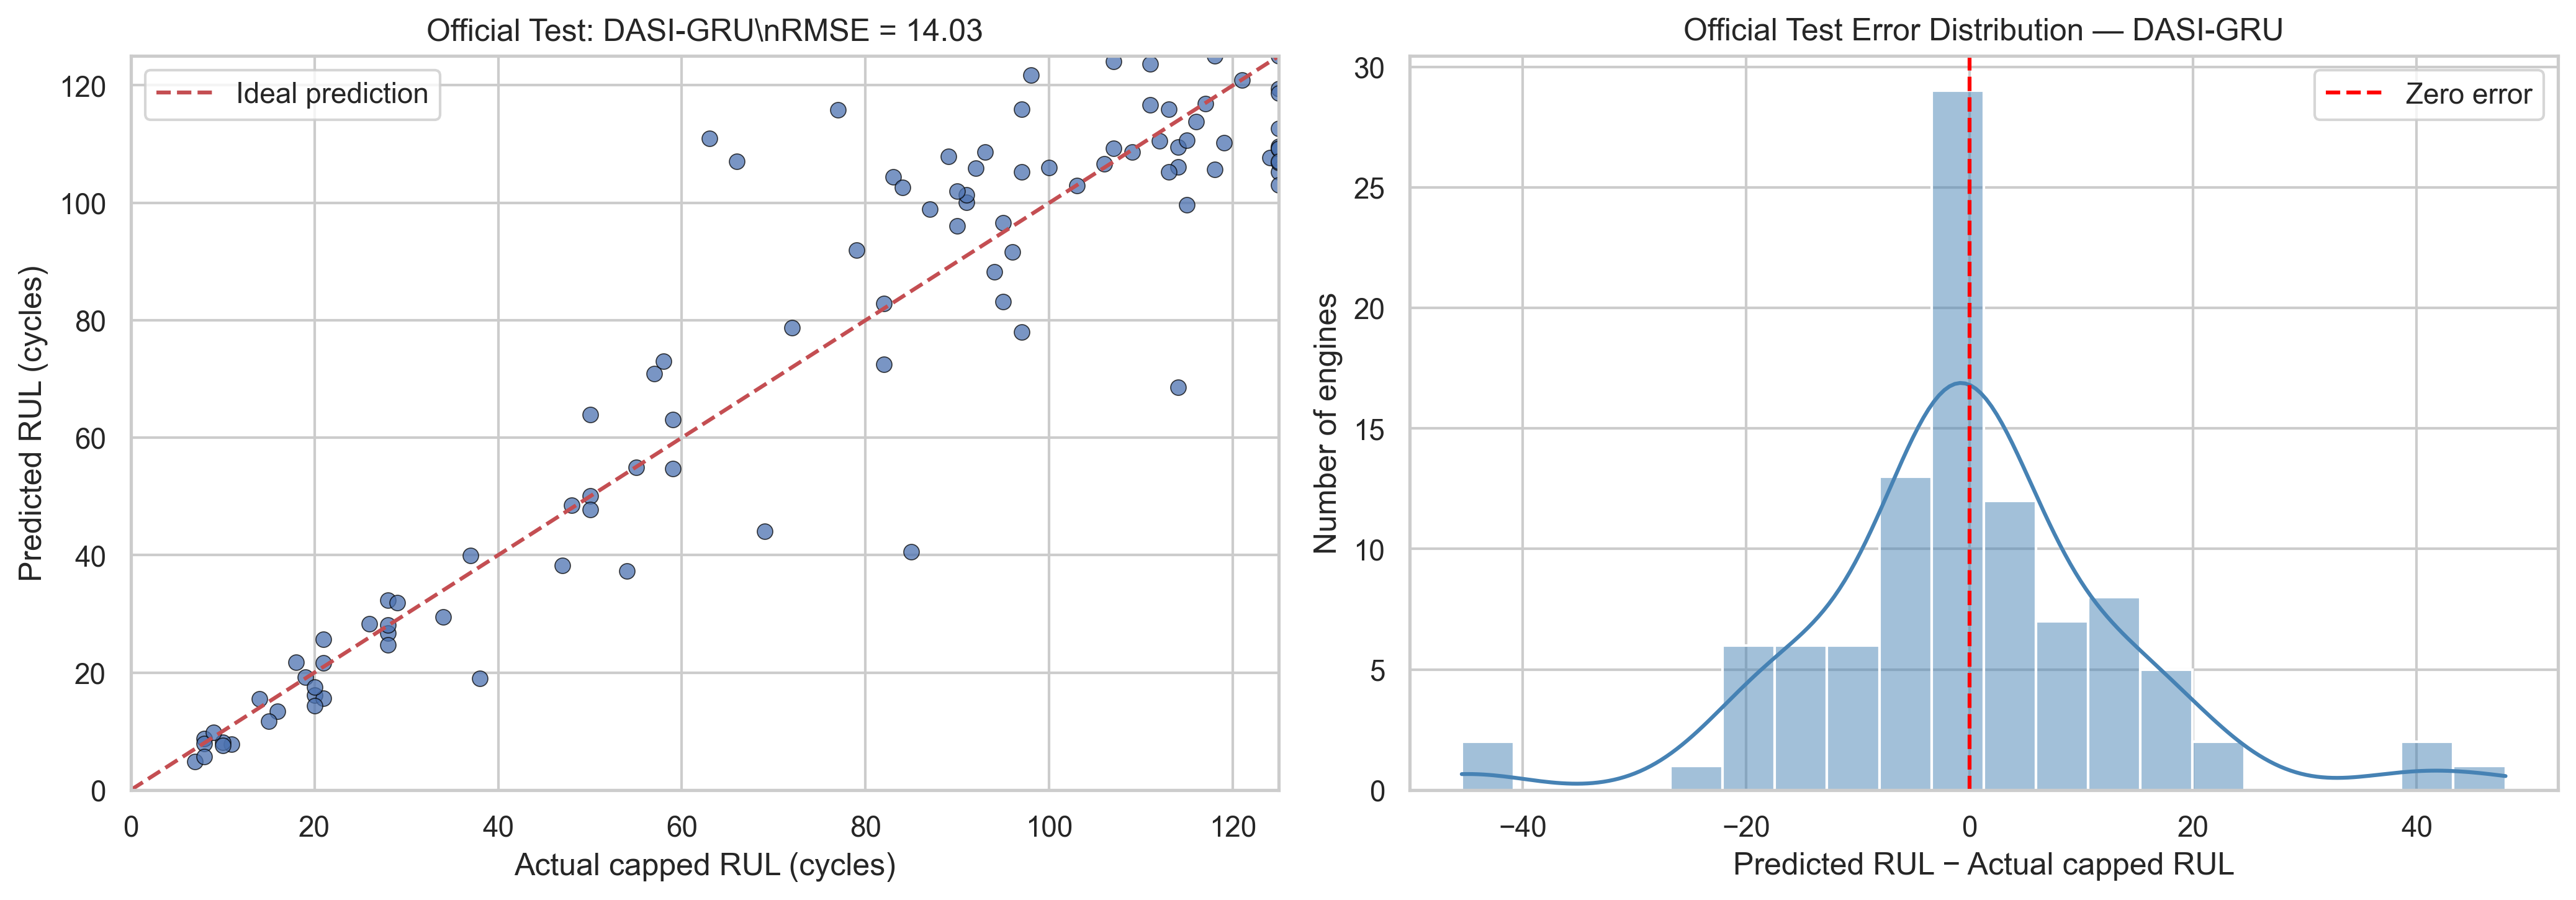 Official Test: DASI-GRU\nRMSE = 14.03
Ideal prediction
Predicted RUL (cycles)
120
100
80
60
40
20
0
0 20 40 60 80 100 120
Actual capped RUL (cycles)
Official Test Error Distribution — DASI-GRU
Zero error
Number of engines
30
25
20
15
10
5
0
−40 −20 0 20 40
Predicted RUL − Actual capped RUL